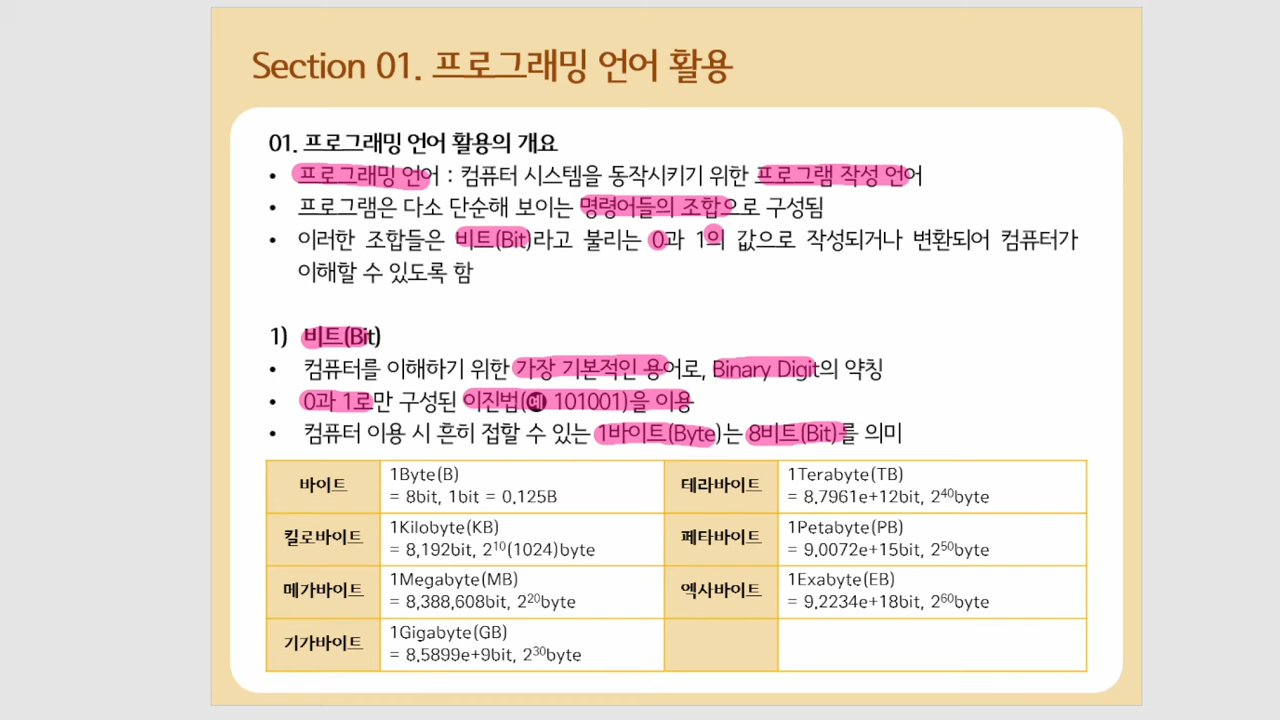 Section 01. 프로그래밍 언어 활용
01. 프로그래밍 언어 활용의 개요
• 프로그래밍 언어 : 컴퓨터 시스템을 동작시키기 위한 프로그램 작성 언어
• 프로그램은 다소 단순해 보이는 명령어들의 조합으로 구성됨
• 이러한 조합들은 비트(Bit)라고 불리는 0과 1의 값으로 작성되거나 변환되어 컴퓨터가
이해할 수 있도록 함
1) 비트(Bit)
• 컴퓨터를 이해하기 위한 가장 기본적인 용어로, Binary Digit의 약칭
• 0과 1로만 구성된 이진법(예 101001)을 이용
• 컴퓨터 이용 시 흔히 접할 수 있는 1바이트(Byte)는 8비트(Bit)를 의미
바이트
1Byte(B)
= 8bit, 1bit = 0.125B
테라바이트
1Terabyte(TB)
= 8.7961e+12bit, 2⁴⁰byte
킬로바이트
1Kilobyte(KB)
= 8,192bit, 2¹⁰(1024)byte
페타바이트
1Petabyte(PB)
= 9.0072e+15bit, 2⁵⁰byte
메가바이트
1Megabyte(MB)
= 8,388,608bit, 2²⁰byte
엑사바이트
1Exabyte(EB)
= 9.2234e+18bit, 2⁶⁰byte
기가바이트
1Gigabyte(GB)
= 8.5899e+9bit, 2³⁰byte